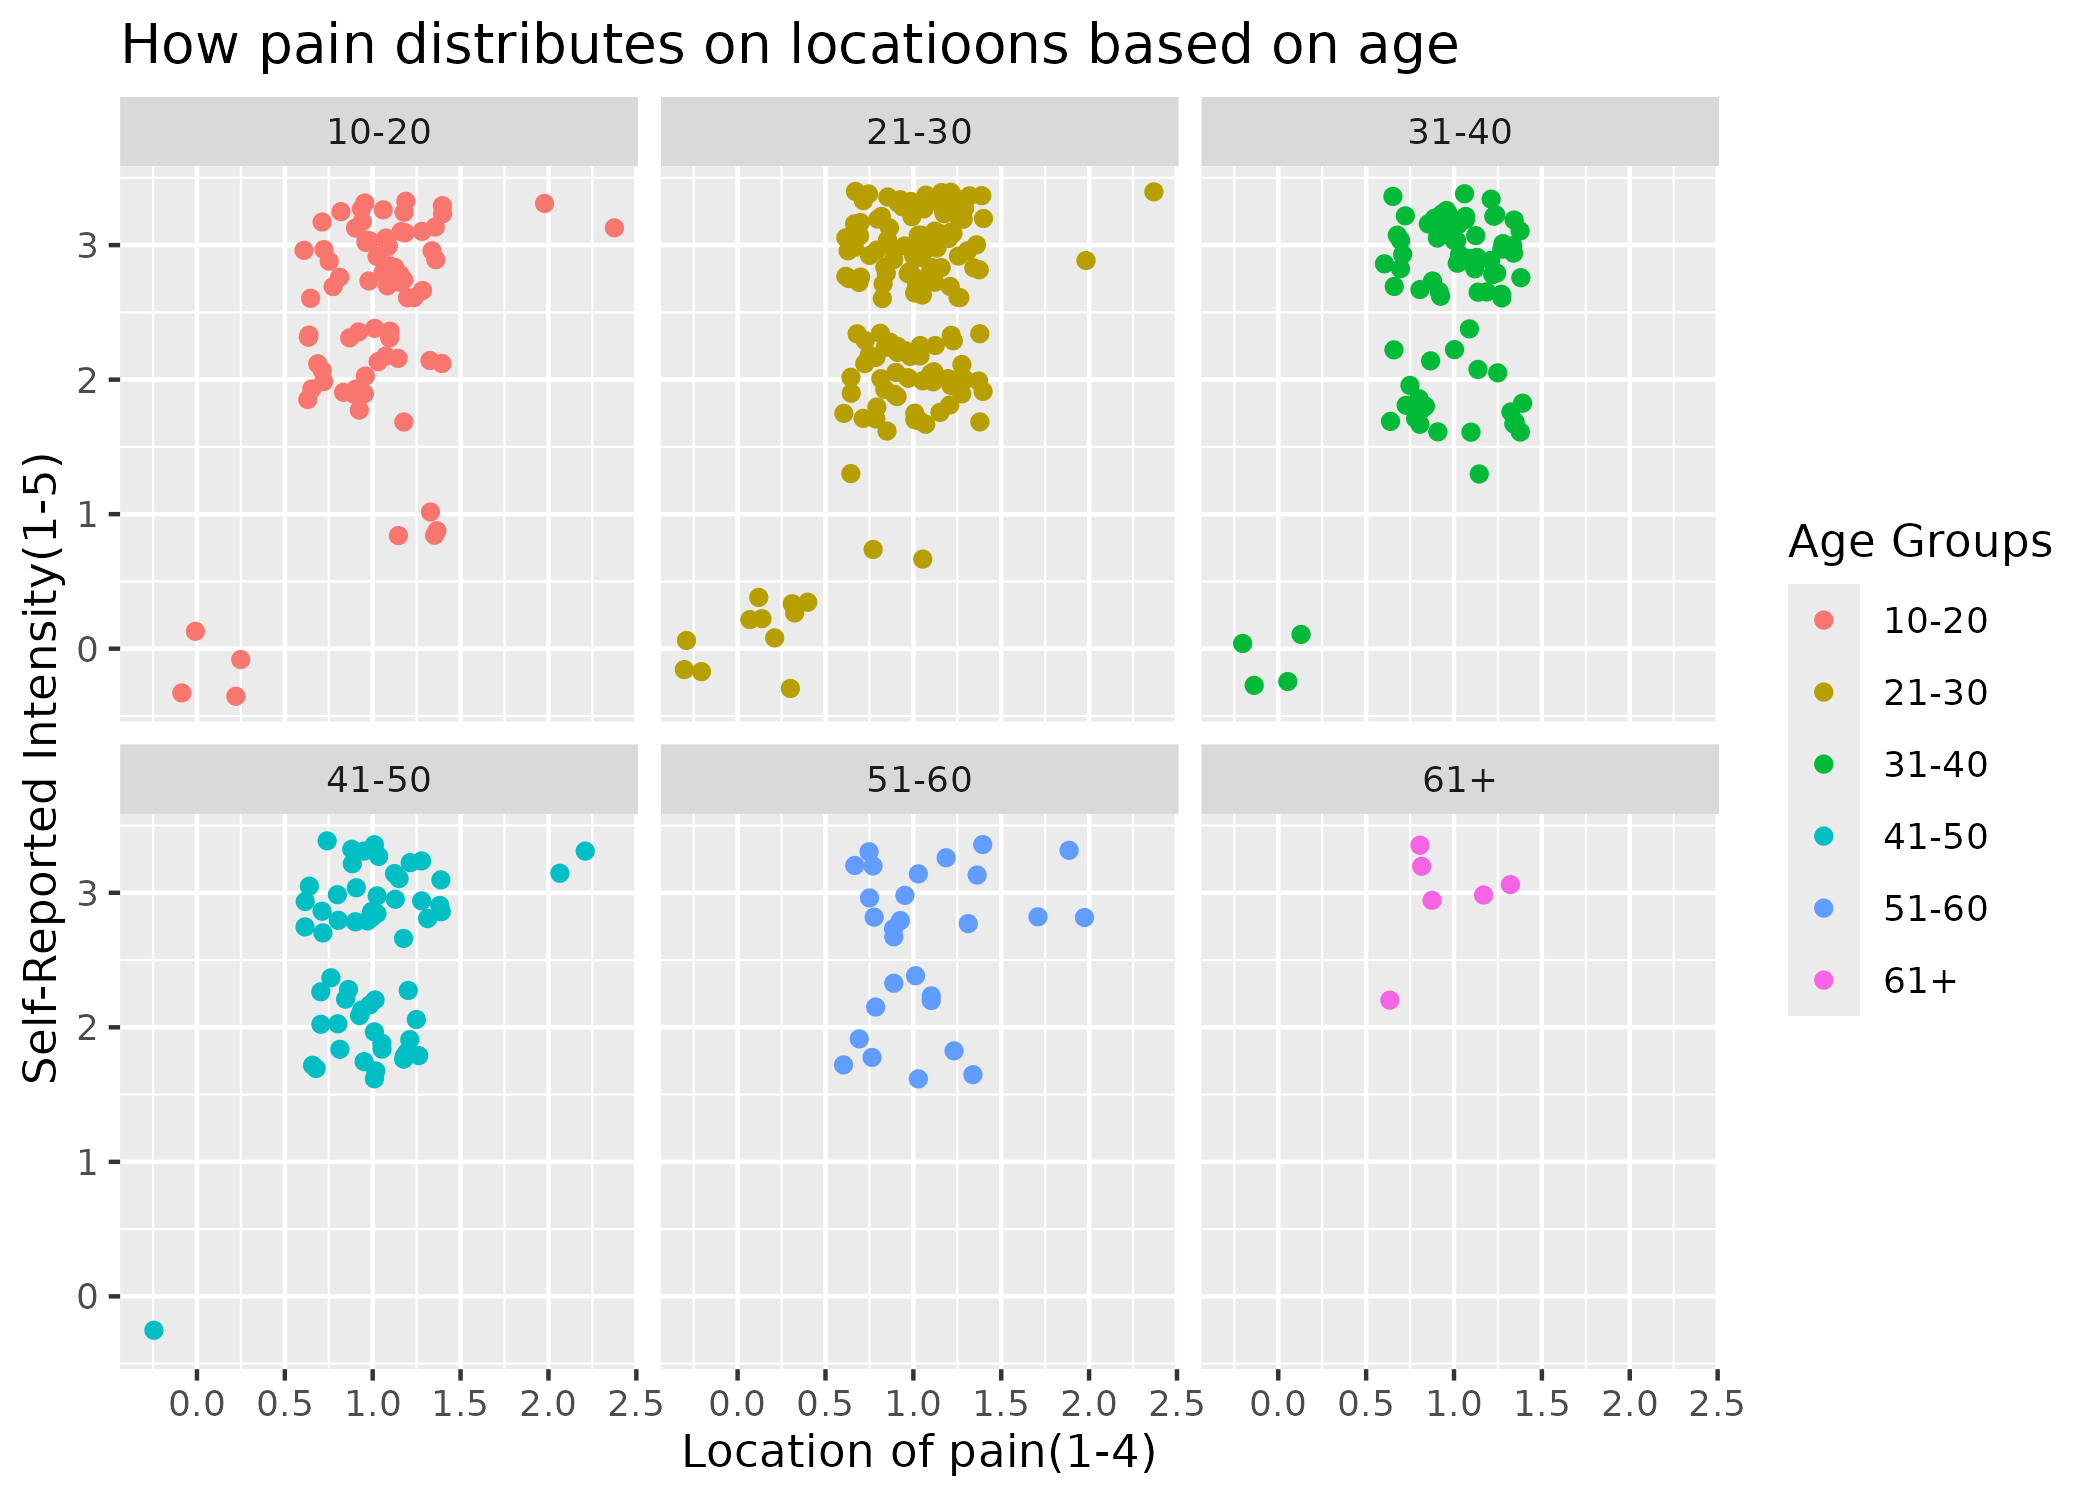 How pain distributes on locatioons based on age
10-20
21-30
31-40
3
2
1
0
41-50
51-60
61+
3
2
1
0
0.0 0.5 1.0 1.5 2.0 2.5
0.0 0.5 1.0 1.5 2.0 2.5
0.0 0.5 1.0 1.5 2.0 2.5
Location of pain(1-4)
Self-Reported Intensity(1-5)
Age Groups
10-20
21-30
31-40
41-50
51-60
61+